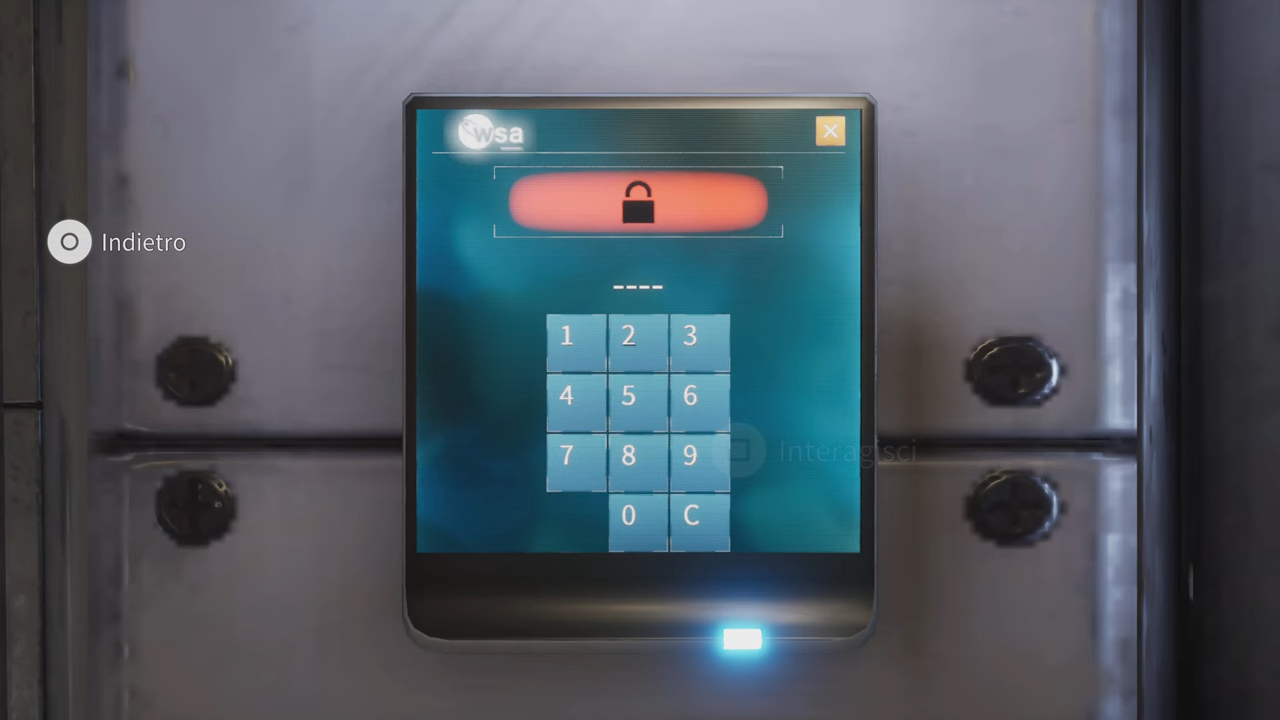 wsa
Indietro
----
1 2 3
4 5 6
7 8 9
Interagisci
0 C